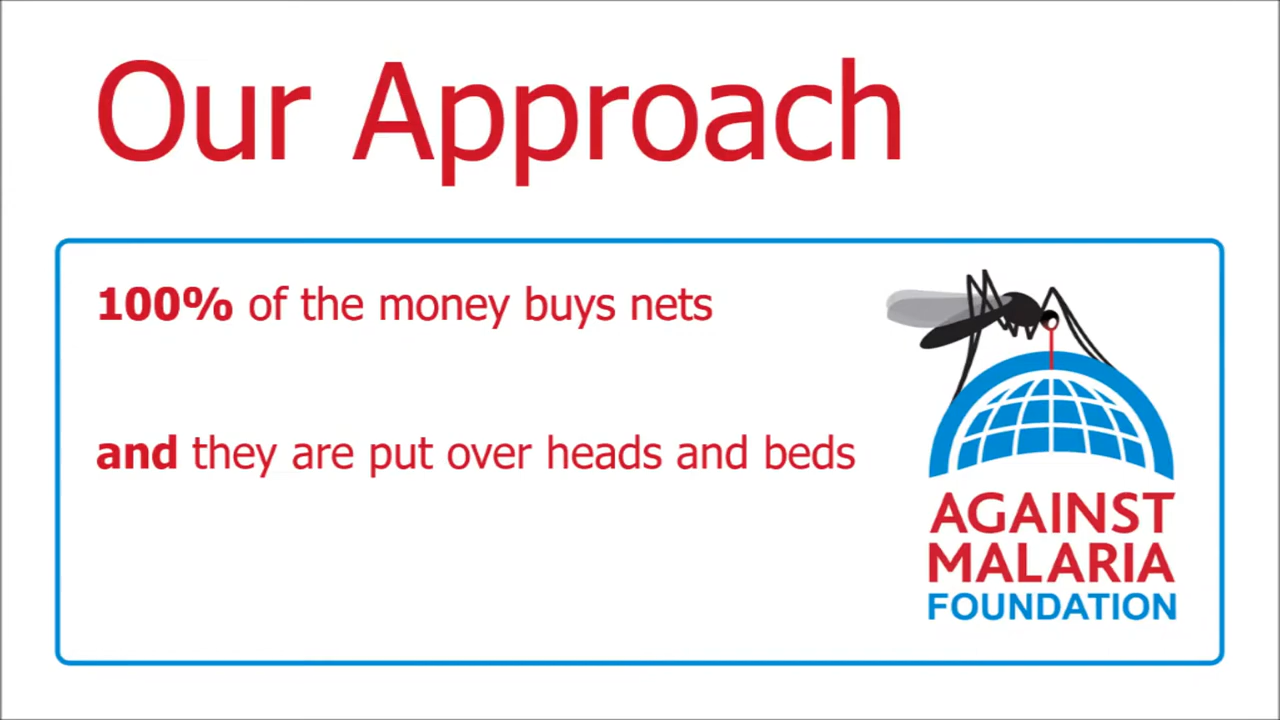 Our Approach
100% of the money buys nets
and they are put over heads and beds
AGAINST
MALARIA
FOUNDATION